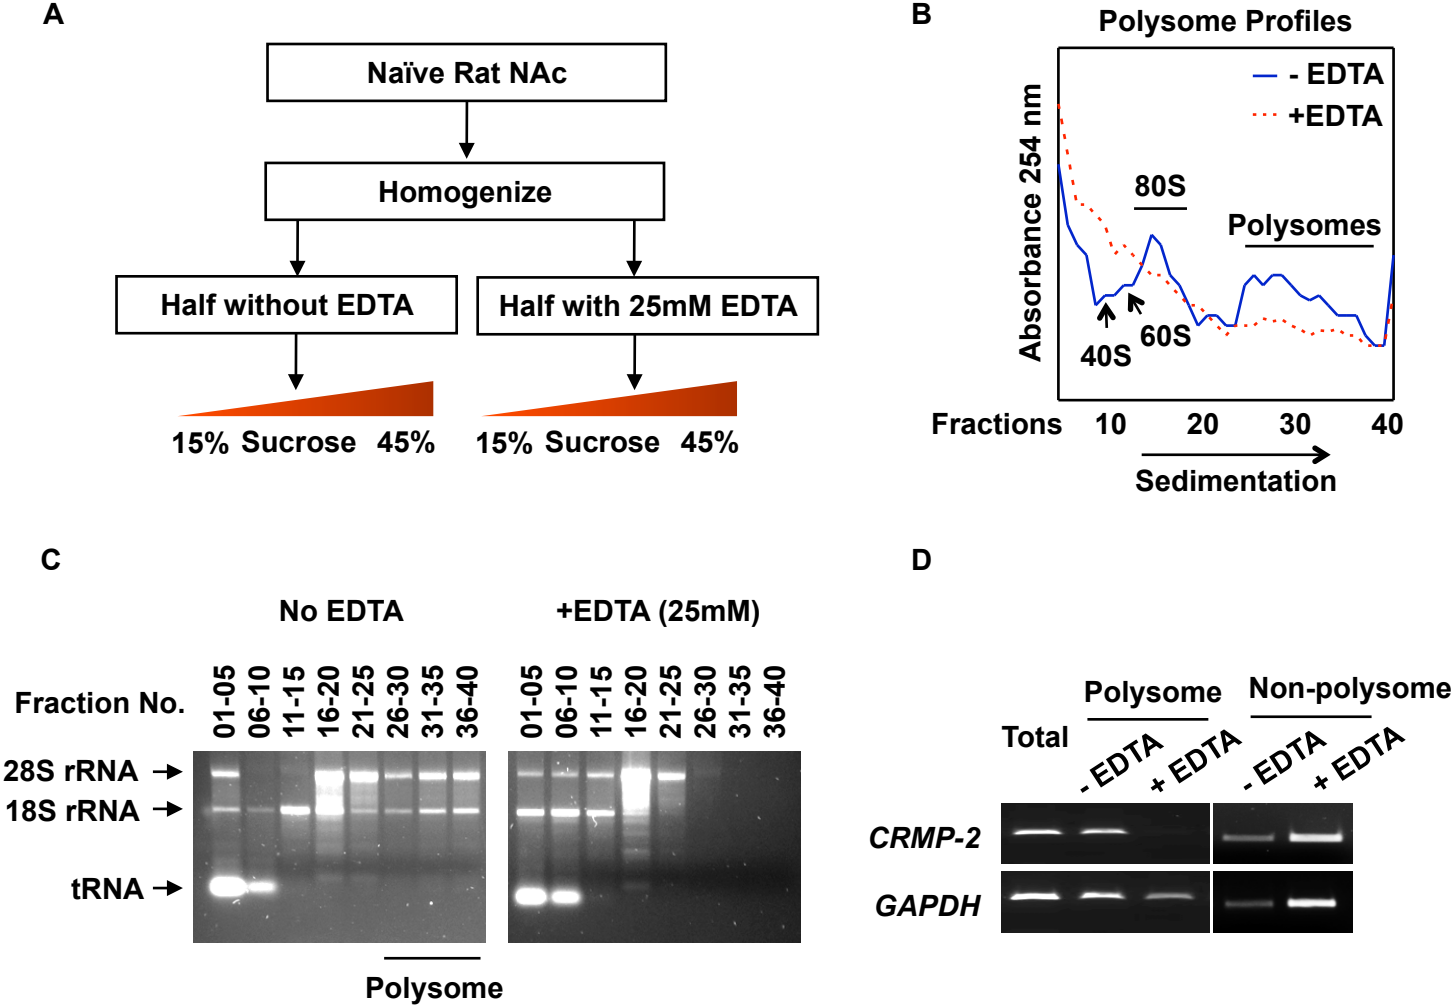 A
Naïve Rat NAc
Homogenize
Half without EDTA
Half with 25mM EDTA
15% Sucrose 45%
15% Sucrose 45%
B
Polysome Profiles
- EDTA
+EDTA
80S
Polysomes
40S
60S
Absorbance 254 nm
Fractions 10 20 30 40
Sedimentation
C
No EDTA
+EDTA (25mM)
Fraction No.
01-05 06-10 11-15 16-20 21-25 26-30 31-35 36-40
01-05 06-10 11-15 16-20 21-25 26-30 31-35 36-40
28S rRNA
18S rRNA
tRNA
Polysome
D
Polysome
Non-polysome
Total
- EDTA
+ EDTA
- EDTA
+ EDTA
CRMP-2
GAPDH